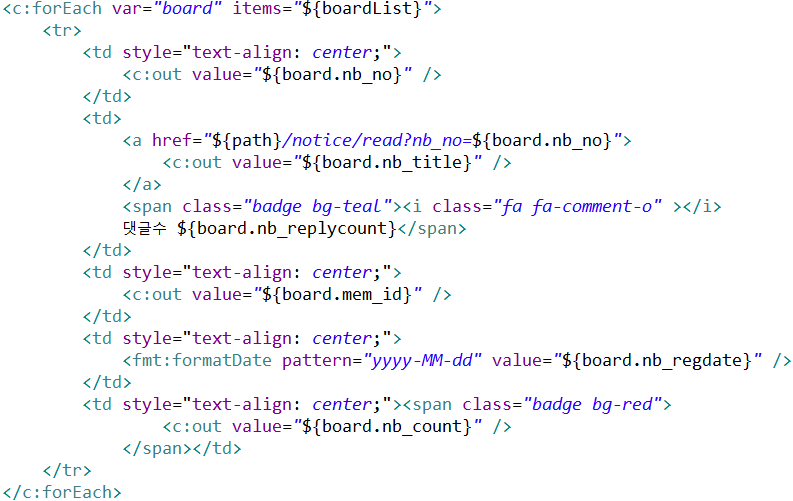 <c:forEach var="board" items="${boardList}">
    <tr>
        <td style="text-align: center;">
            <c:out value="${board.nb_no}" />
        </td>
        <td>
            <a href="${path}/notice/read?nb_no=${board.nb_no}">
                <c:out value="${board.nb_title}" />
            </a>
            <span class="badge bg-teal"><i class="fa fa-comment-o" ></i>
            댓글수 ${board.nb_replycount}</span>
        </td>
        <td style="text-align: center;">
            <c:out value="${board.mem_id}" />
        </td>
        <td style="text-align: center;">
            <fmt:formatDate pattern="yyyy-MM-dd" value="${board.nb_regdate}" />
        </td>
        <td style="text-align: center;"><span class="badge bg-red">
                <c:out value="${board.nb_count}" />
            </span></td>
    </tr>
</c:forEach>